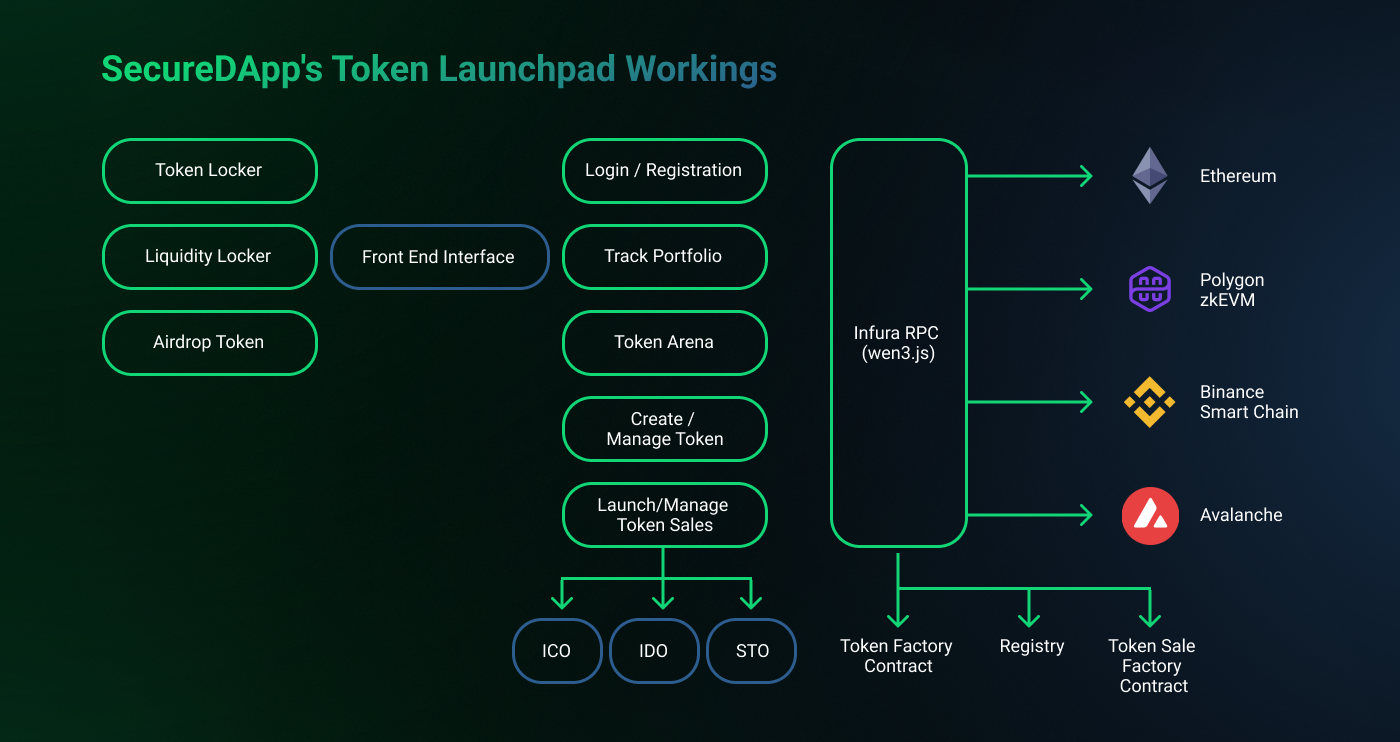 SecureDApp's Token Launchpad Workings
Token Locker
Liquidity Locker
Airdrop Token
Front End Interface
Login / Registration
Track Portfolio
Token Arena
Create /
Manage Token
Launch/Manage
Token Sales
ICO
IDO
STO
Infura RPC
(wen3.js)
Ethereum
Polygon
zkEVM
Binance
Smart Chain
Avalanche
Token Factory
Contract
Registry
Token Sale
Factory
Contract